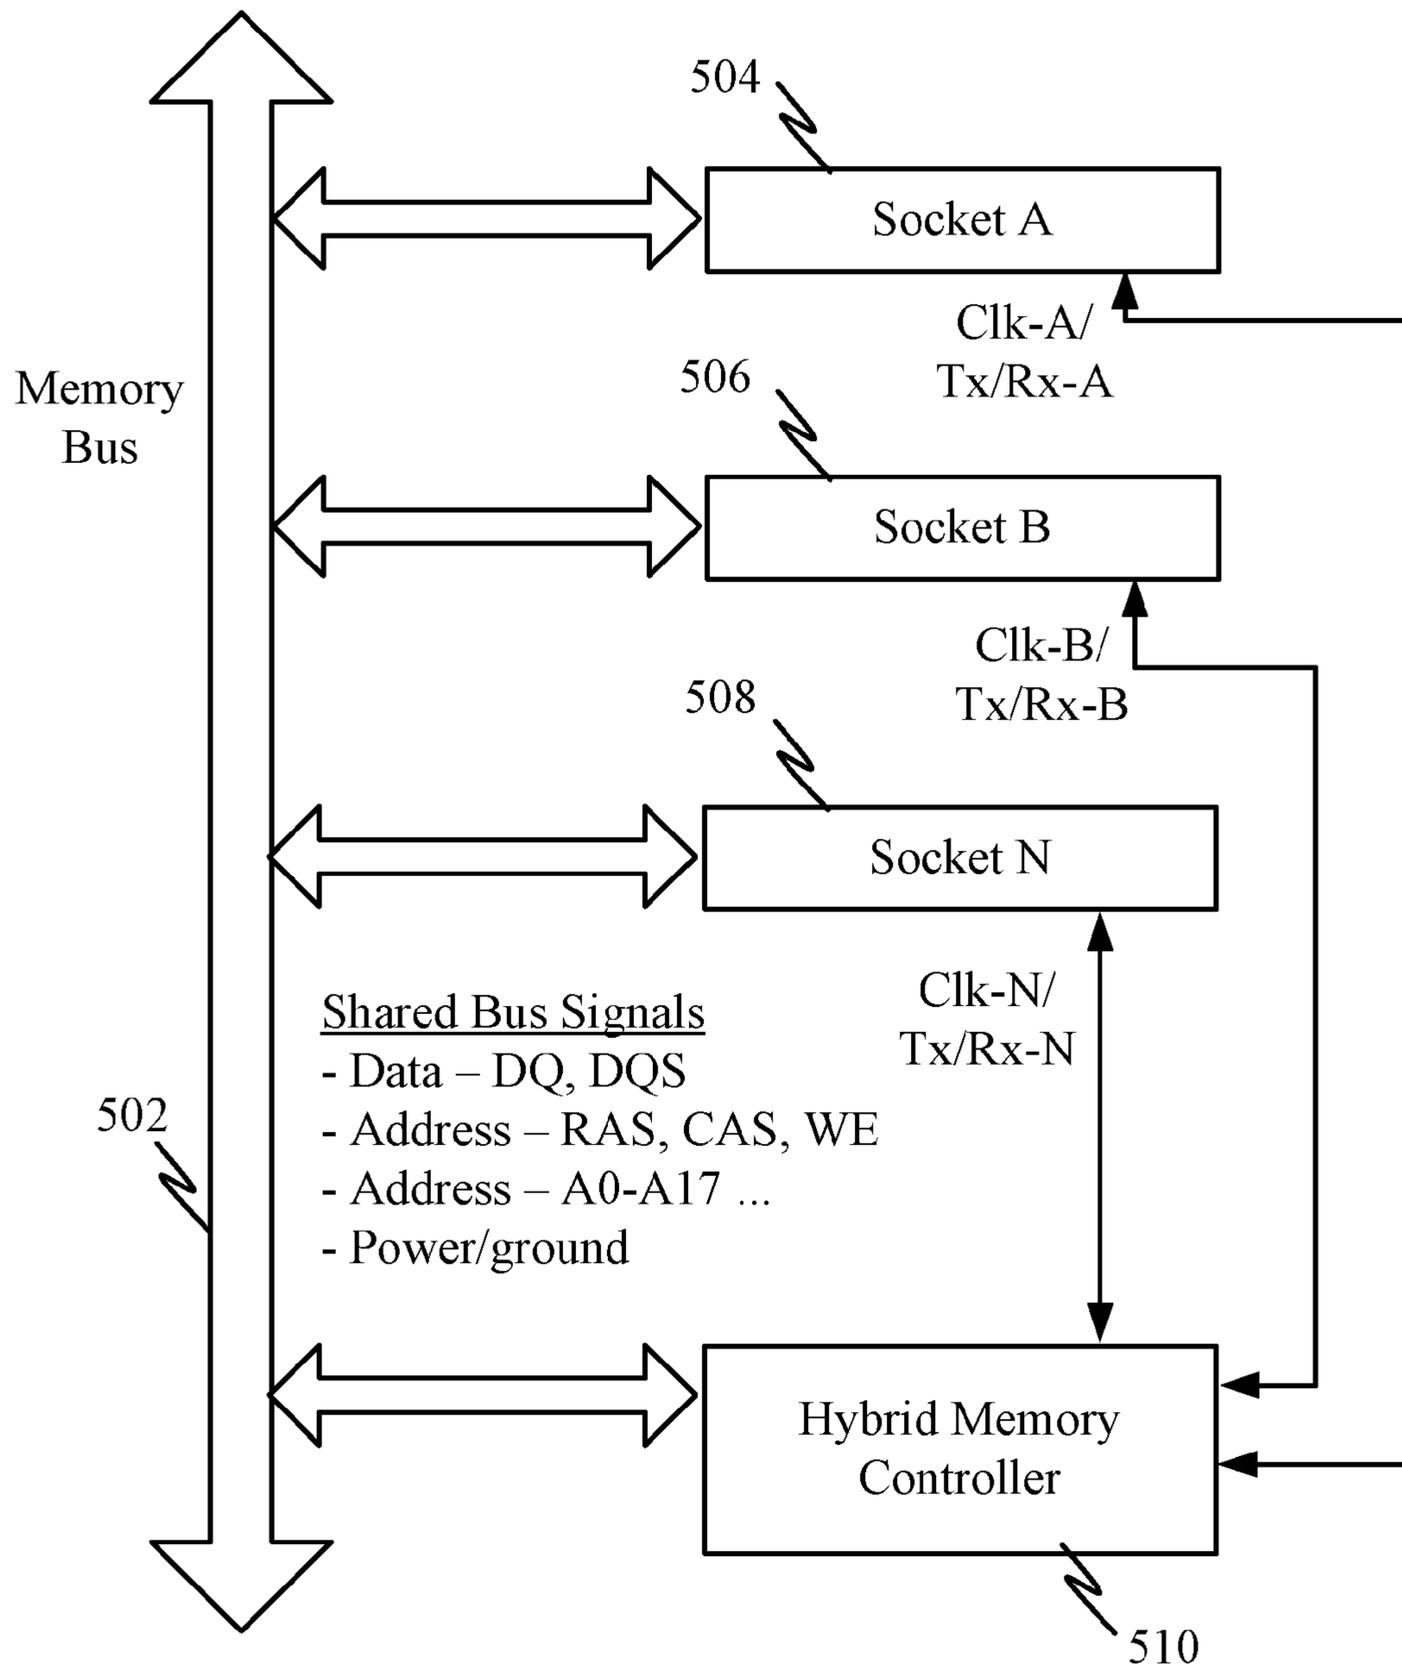 504
Socket A
Clk-A/
Tx/Rx-A
Memory
Bus
506
Socket B
Clk-B/
Tx/Rx-B
508
Socket N
Clk-N/
Tx/Rx-N
Shared Bus Signals
- Data – DQ, DQS
- Address – RAS, CAS, WE
- Address – A0-A17 ...
- Power/ground
502
Hybrid Memory
Controller
510